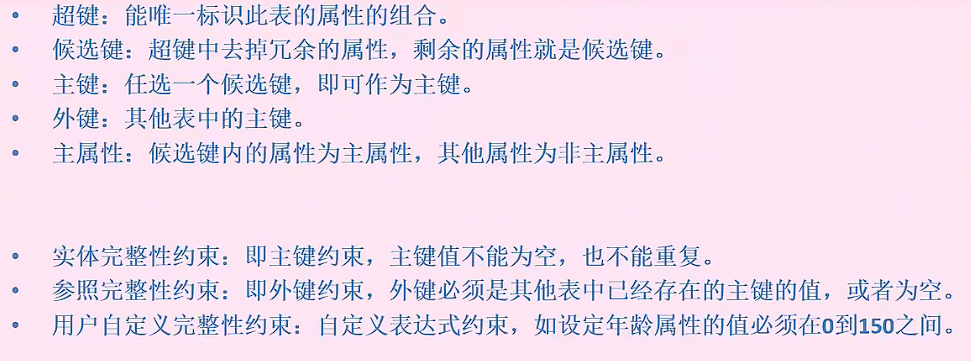 • 超键：能唯一标识此表的属性的组合。
• 候选键：超键中去掉冗余的属性，剩余的属性就是候选键。
• 主键：任选一个候选键，即可作为主键。
• 外键：其他表中的主键。
• 主属性：候选键内的属性为主属性，其他属性为非主属性。
• 实体完整性约束：即主键约束，主键值不能为空，也不能重复。
• 参照完整性约束：即外键约束，外键必须是其他表中已经存在的主键的值，或者为空。
• 用户自定义完整性约束：自定义表达式约束，如设定年龄属性的值必须在0到150之间。